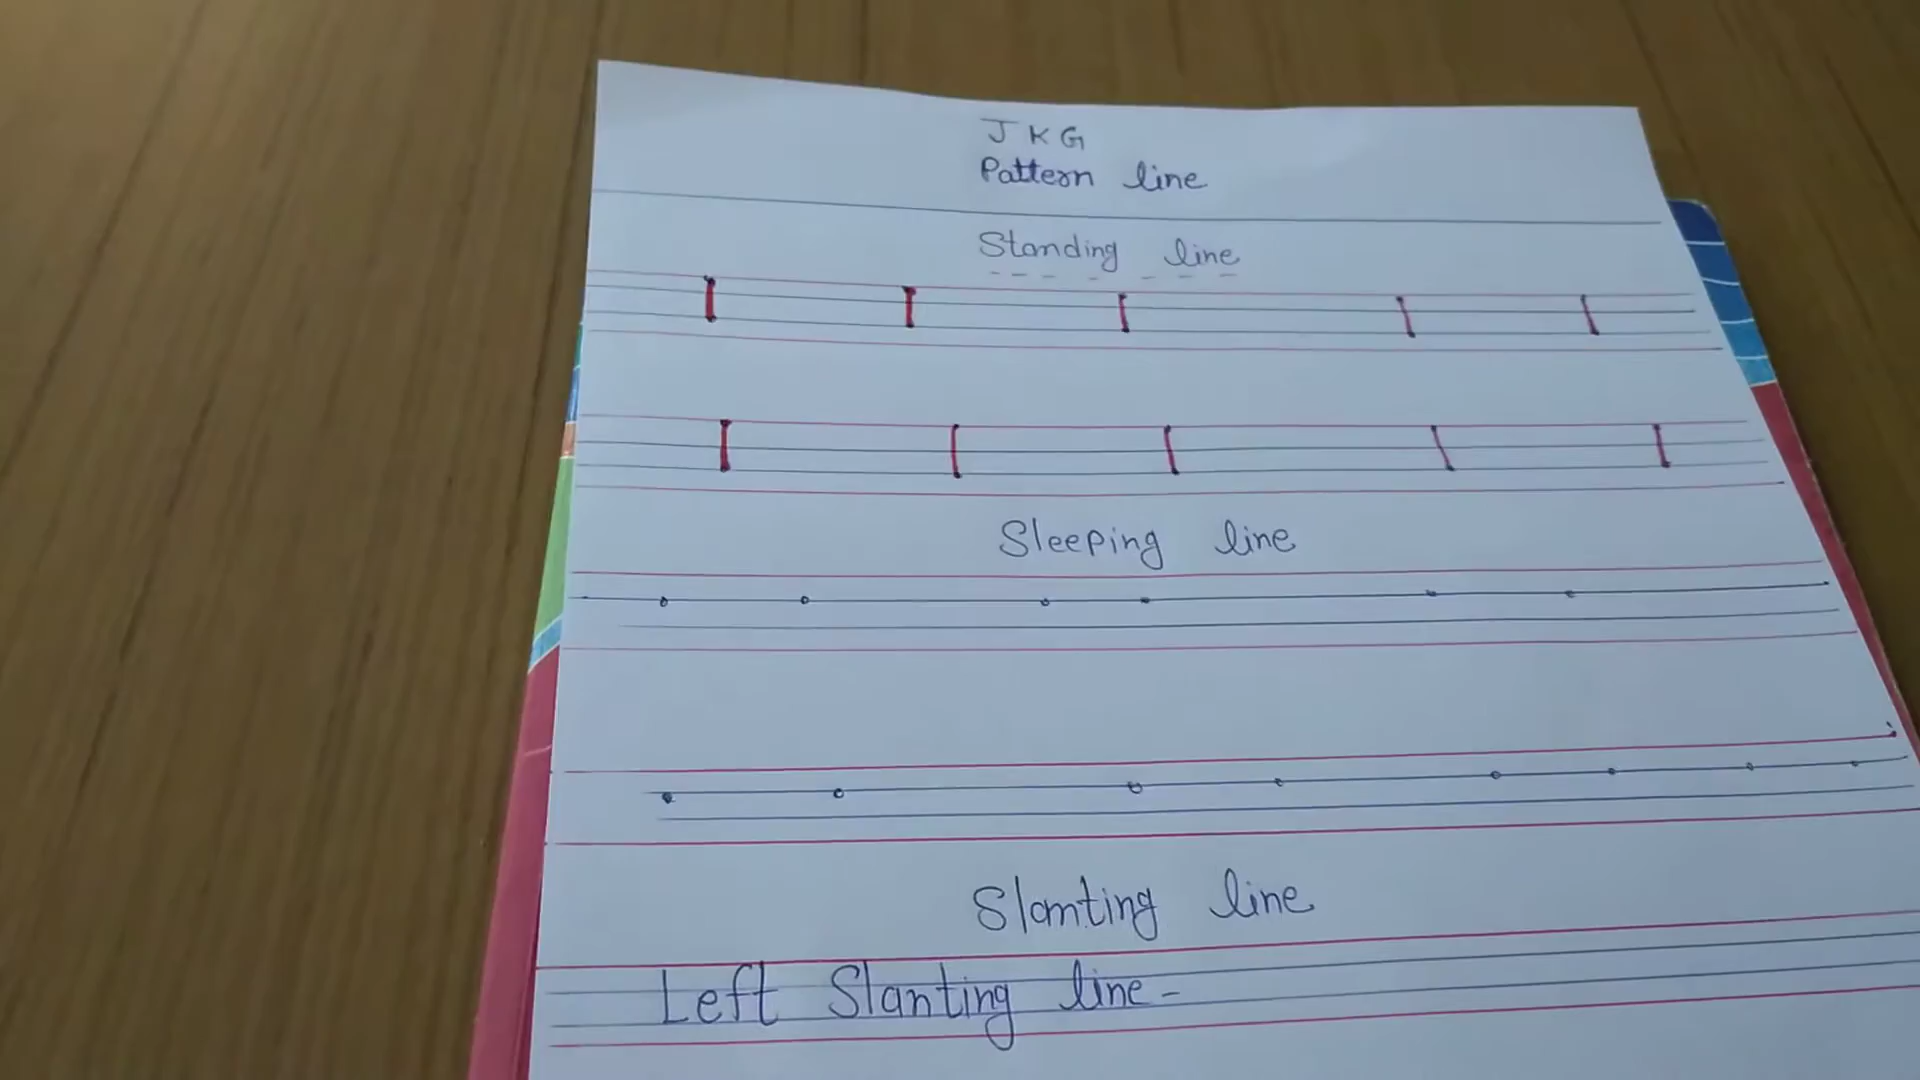 JKG
Pattern line
Standing line
Sleeping line
Slanting line
Left Slanting line-